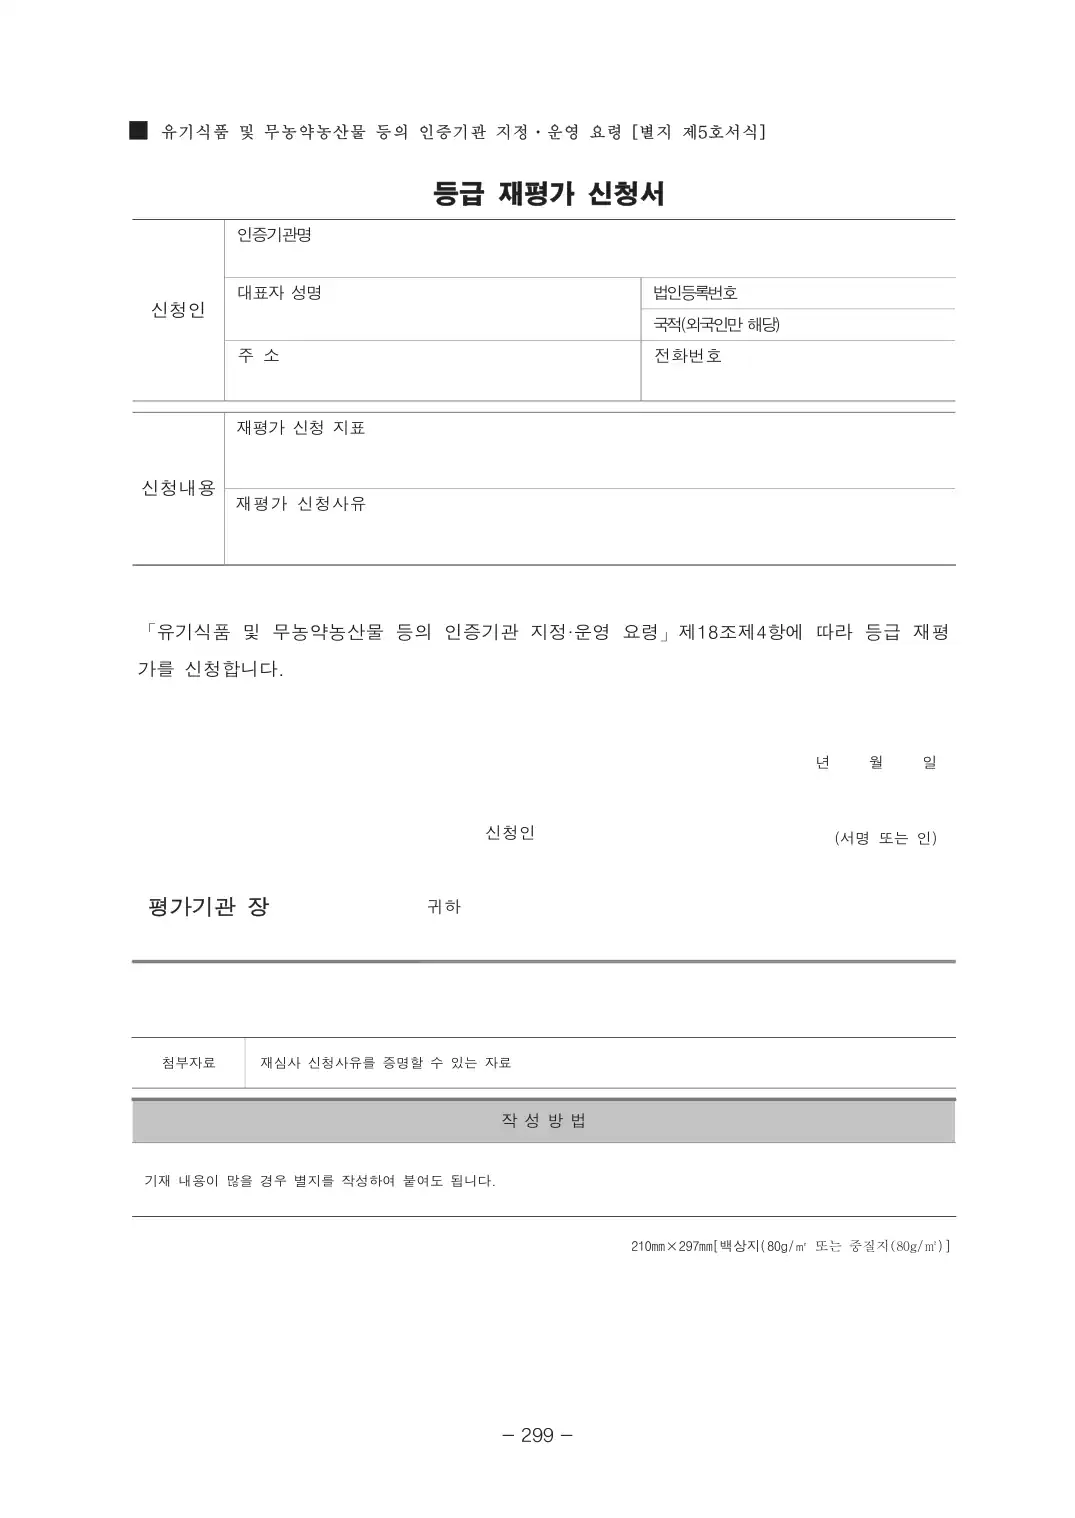 ■ 유기식품 및 무농약농산물 등의 인증기관 지정·운영 요령 [별지 제5호서식]
등급 재평가 신청서
신청인
인증기관명
대표자 성명
법인등록번호
국적(외국인만 해당)
주 소
전화번호
신청내용
재평가 신청 지표
재평가 신청사유
「유기식품 및 무농약농산물 등의 인증기관 지정·운영 요령」제18조제4항에 따라 등급 재평
가를 신청합니다.
년 월 일
신청인 (서명 또는 인)
평가기관 장 귀하
첨부자료 재심사 신청사유를 증명할 수 있는 자료
작 성 방 법
기재 내용이 많을 경우 별지를 작성하여 붙여도 됩니다.
210㎜×297㎜[백상지(80g/㎡ 또는 중질지(80g/㎡)]
- 299 -